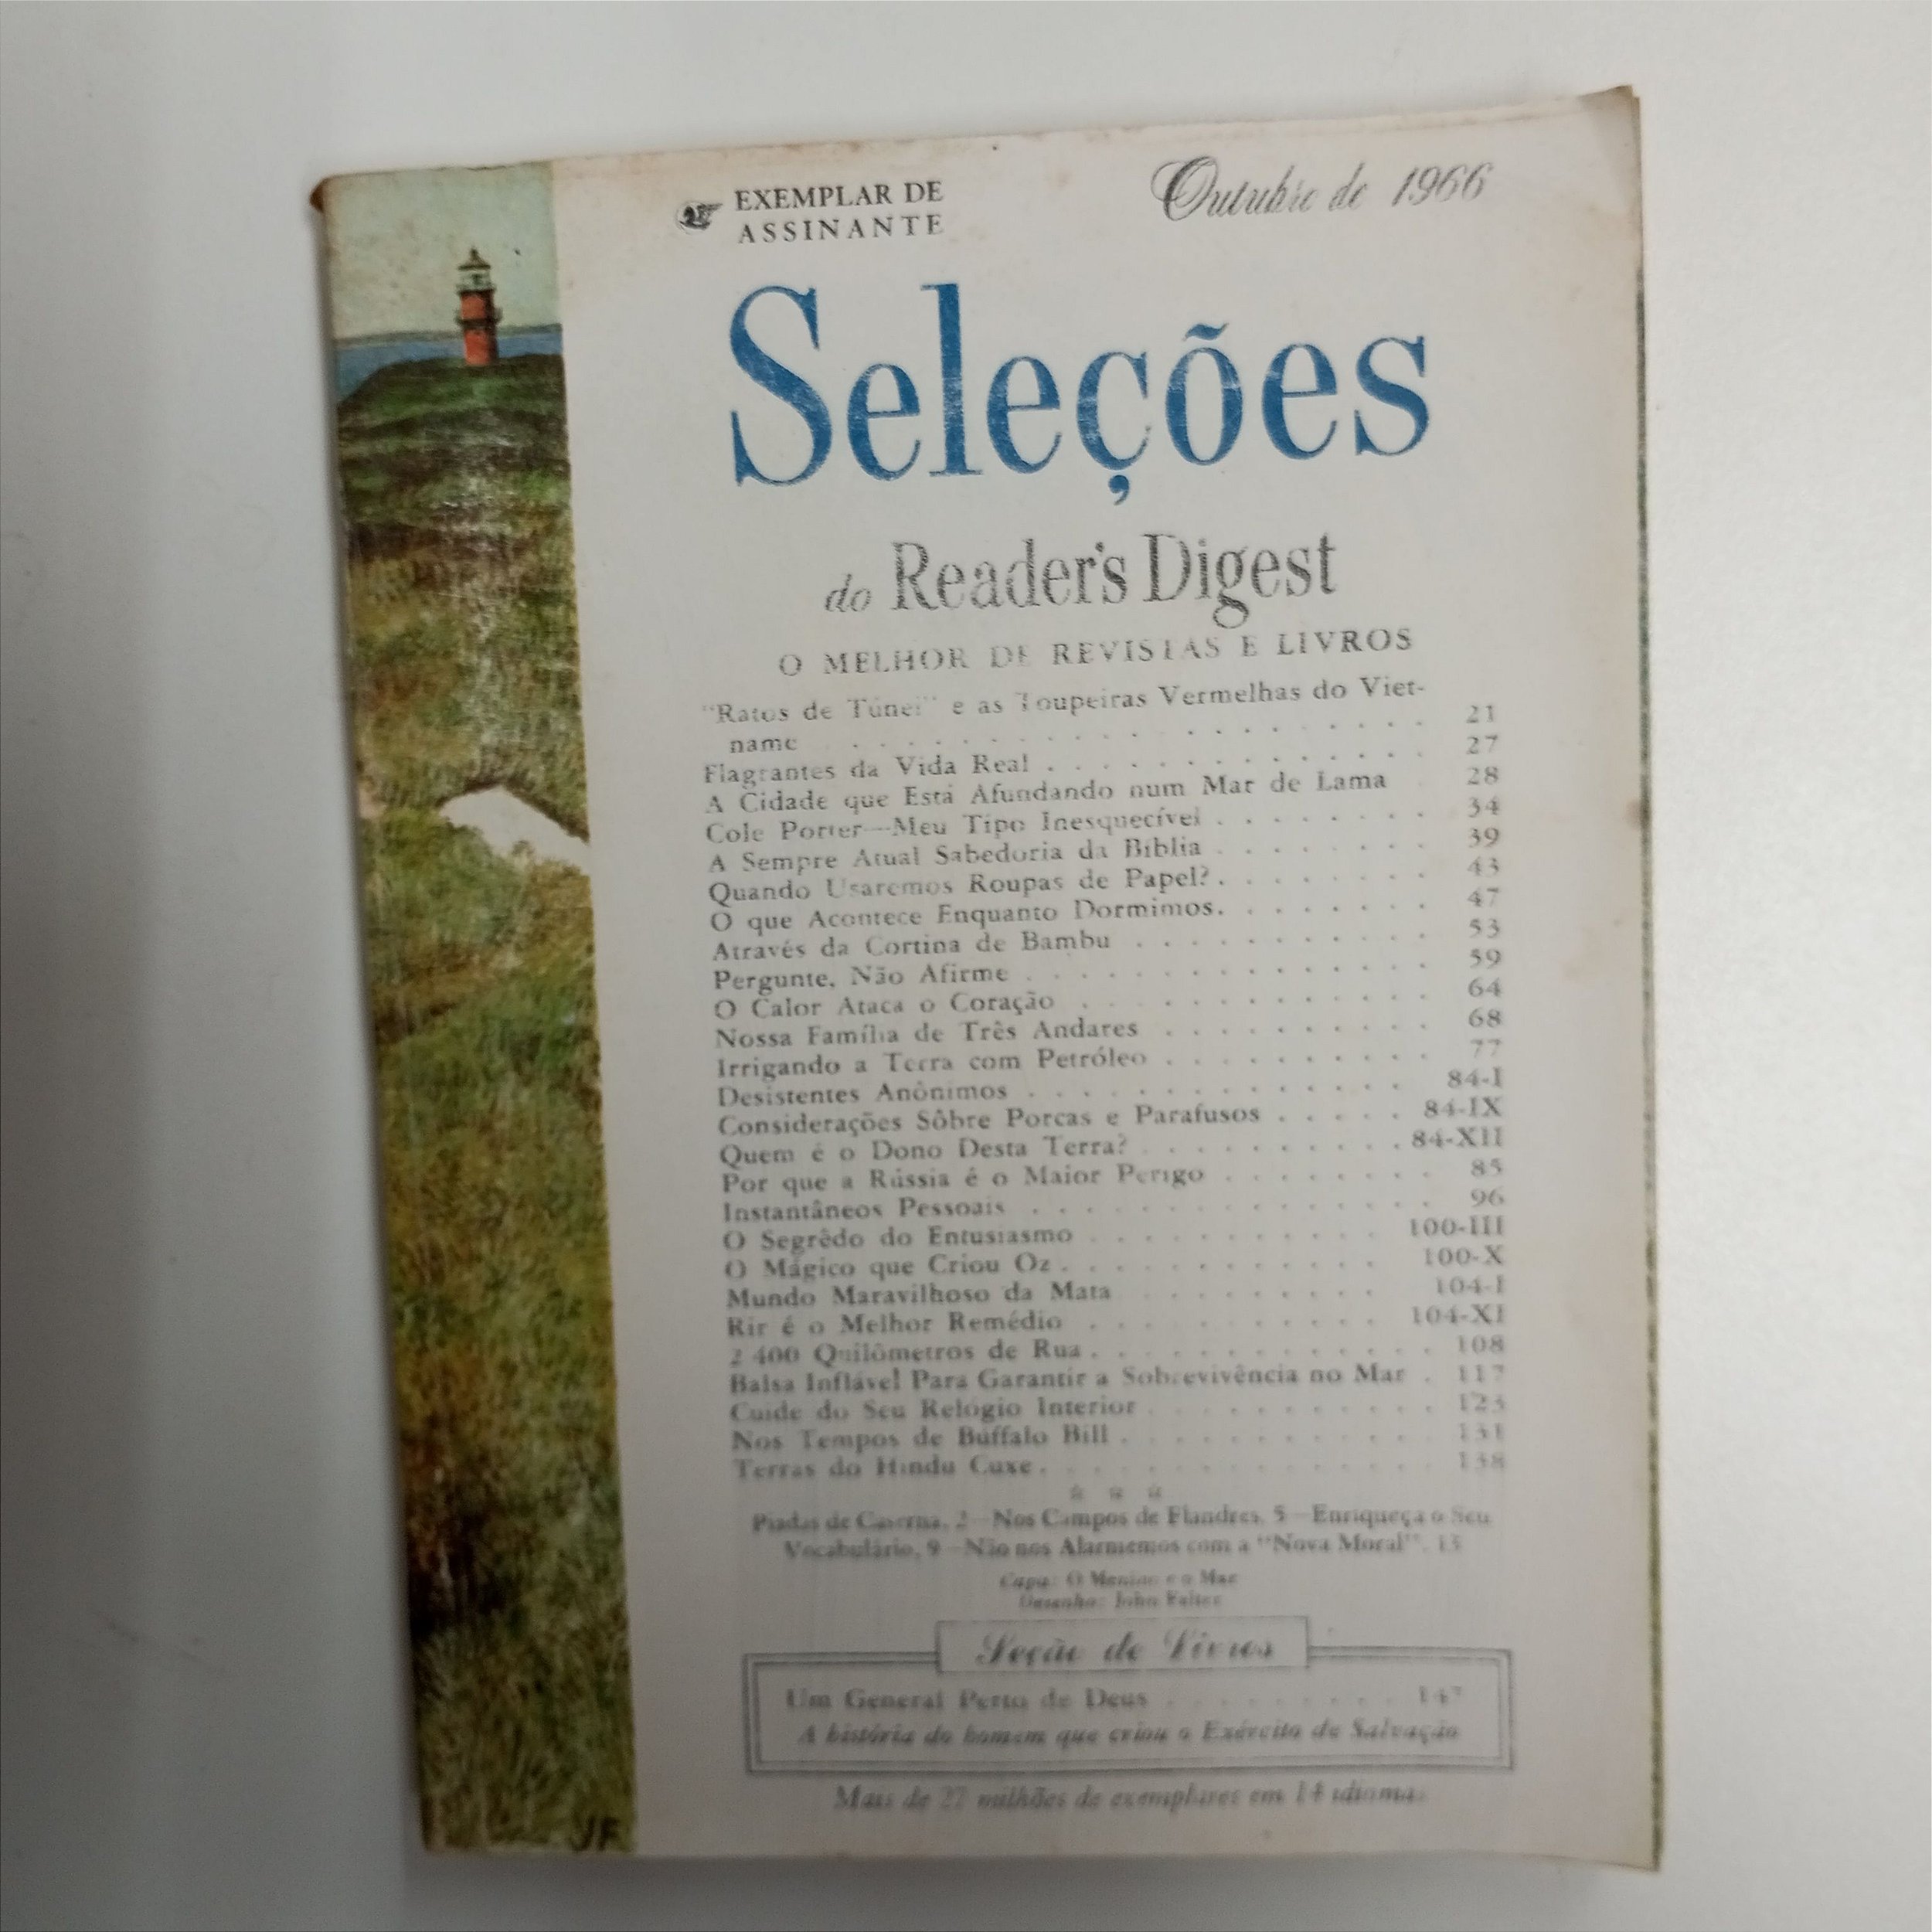 EXEMPLAR DE
ASSINANTE
Outubro de 1966
Seleções
do Reader's Digest
O MELHOR DE REVISTAS E LIVROS
"Ratos de Túnel" e as Toupeiras Vermelhas do Viet-
name . . . . . . . . . . . . . . . . . . . 21
Flagrantes da Vida Real . . . . . . . . . . . . . 27
A Cidade que Está Afundando num Mar de Lama 28
Cole Porter—Meu Tipo Inesquecível . . . . . . . . 34
A Sempre Atual Sabedoria da Bíblia . . . . . . . . 39
Quando Usaremos Roupas de Papel? . . . . . . . . 43
O que Acontece Enquanto Dormimos . . . . . . . . 47
Através da Cortina de Bambu . . . . . . . . . . . 53
Pergunte, Não Afirme . . . . . . . . . . . . . . 59
O Calor Ataca o Coração . . . . . . . . . . . . . 64
Nossa Família de Três Andares . . . . . . . . . . 68
Irrigando a Terra com Petróleo . . . . . . . . . . 77
Desistentes Anônimos . . . . . . . . . . . . . . 84-I
Considerações Sôbre Porcas e Parafusos . . . . . 84-IX
Quem é o Dono Desta Terra? . . . . . . . . . . 84-XII
Por que a Rússia é o Maior Perigo . . . . . . . . 85
Instantâneos Pessoais . . . . . . . . . . . . . . 96
O Segrêdo do Entusiasmo . . . . . . . . . . . 100-III
O Mágico que Criou Oz . . . . . . . . . . . . 100-X
Mundo Maravilhoso da Mata . . . . . . . . . 104-I
Rir é o Melhor Remédio . . . . . . . . . . . 104-XI
2 400 Quilômetros de Rua . . . . . . . . . . . . . 108
Balsa Inflável Para Garantir a Sobrevivência no Mar . 117
Cuide do Seu Relógio Interior . . . . . . . . . . . 123
Nos Tempos de Búffalo Bill . . . . . . . . . . . . 131
Terras do Hindu Cuxe . . . . . . . . . . . . . . 138
Piadas de Caserna, 2—Nos Campos de Flandres, 5—Enriqueça o Seu
Vocabulário, 9—Não nos Alarmemos com a "Nova Moral", 13
Capa: O Menino e o Mar
Desenho: John Falter
Seção de Livros
Um General Perto de Deus . . . . . . . . . 147
A história do homem que criou o Exército de Salvação
Mais de 27 milhões de exemplares em 14 idiomas
JF